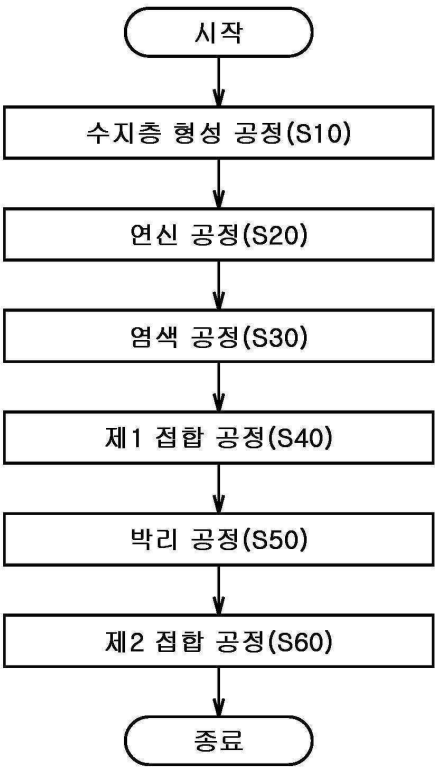 시작
수지층 형성 공정(S10)
연신 공정(S20)
염색 공정(S30)
제1 접합 공정(S40)
박리 공정(S50)
제2 접합 공정(S60)
종료